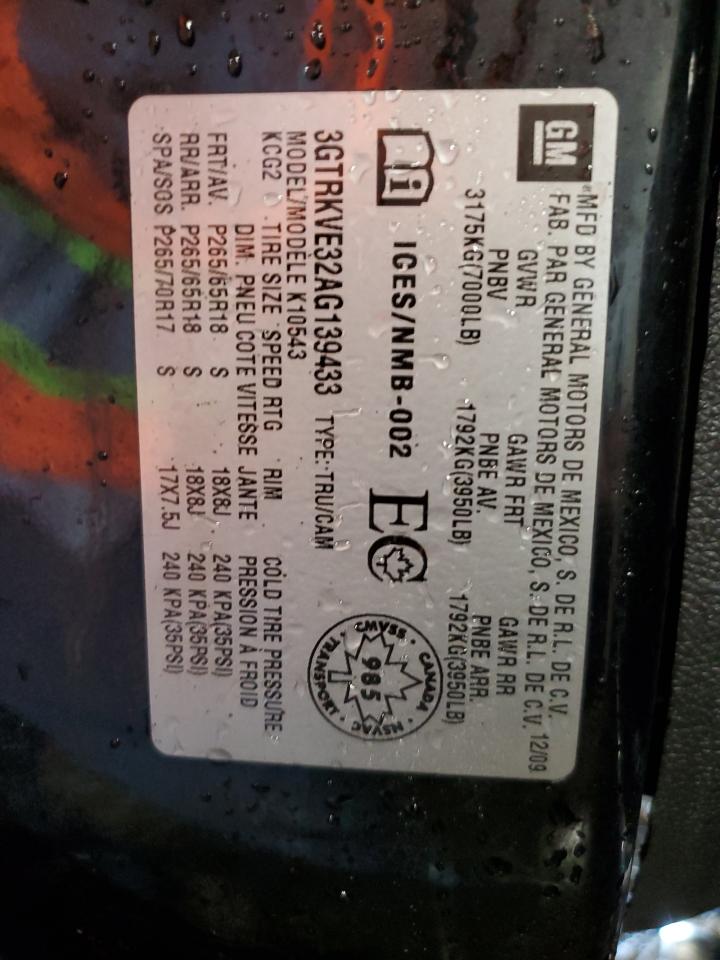 GM
MFD BY GENERAL MOTORS DE MEXICO, S. DE R.L. DE C.V.
FAB. PAR GENERAL MOTORS DE MEXICO, S. DE R.L. DE C.V. 12/09
GVWR GAWR FRT GAWR RR
PNBV PNBE AV. PNBE ARR.
3175KG(7000LB) 1792KG(3950LB) 1792KG(3950LB)
i ICES/NMB-002
CANADA
CMVSS
985
NSVAC
TRANSPORT
3GTRKVE32AG139433 TYPE: TRU/CAM
MODEL/MODÈLE K10543
KCG2 TIRE SIZE SPEED RTG RIM COLD TIRE PRESSURE
DIM. PNEU COTE VITESSE JANTE PRESSION À FROID
FRT/AV. P265/65R18 S 18X8J 240 KPA(35PSI)
RR/ARR. P265/65R18 S 18X8J 240 KPA(35PSI)
SPA/SOS P265/70R17 S 17X7.5J 240 KPA(35PSI)